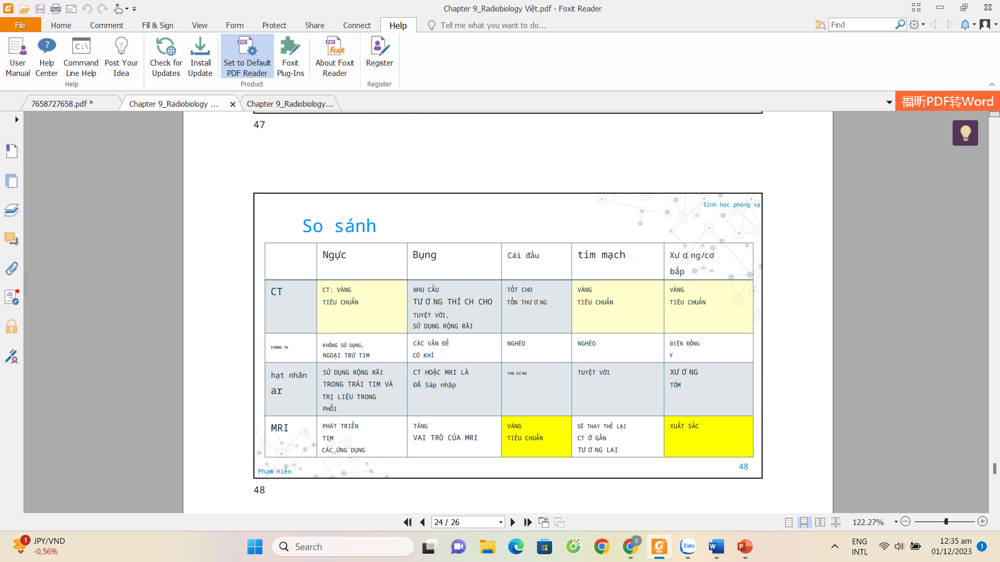 Chapter 9_Radiobiology Việt.pdf - Foxit Reader
File Home Comment Fill & Sign View Form Protect Share Connect Help Tell me what you want to do... Find
User Manual
Help Center
Command Line Help
Post Your Idea
Check for Updates
Install Update
Set to Default PDF Reader
Foxit Plug-Ins
About Foxit Reader
Register
Help Product Register
7658727658.pdf * Chapter 9_Radiobiology ... Chapter 9_Radiobiology... 福昕PDF转Word
47
Sinh học phóng xạ
So sánh
Ngực
Bụng
Cái đầu
tim mạch
Xư ơ ng/cơ
bắp
CT
CT: VÀNG
TIÊU CHUẨN
NHU CẦU
TƯ Ơ NG THÍ CH CHO
TUYỆT VỜI,
SỬ DỤNG RỘNG RÃI
TỐT CHO
TỔN THƯ Ơ NG
VÀNG
TIÊU CHUẨN
VÀNG
TIÊU CHUẨN
CHÚNG TA
KHÔNG SỬ DỤNG,
NGOẠI TRỪ TIM
CÁC VẤN ĐỀ
CÓ KHÍ
NGHÈO
NGHÈO
ĐIỆN ĐỒNG
Y
hạt nhân
ar
SỬ DỤNG RỘNG RÃI
TRONG TRÁI TIM VÀ
TRỊ LIỆU TRONG
PHỔI
CT HOẶC MRI LÀ
ĐÃ Sáp nhập
THÚ CƯ NG
TUYỆT VỜI
XƯ Ơ NG
TÔM
MRI
PHÁT TRIỂN
TIM
CÁC ỨNG DỤNG
TĂNG
VAI TRÒ CỦA MRI
VÀNG
TIÊU CHUẨN
SẼ THAY THẾ LẠI
CT Ở GẦN
TƯ Ơ NG LAI
XUẤT SẮC
Phạm Hiền
48
48
24 / 26
122.27%
JPY/VND
-0,56%
Search
Zalo
ENG
INTL
12:35 am
01/12/2023